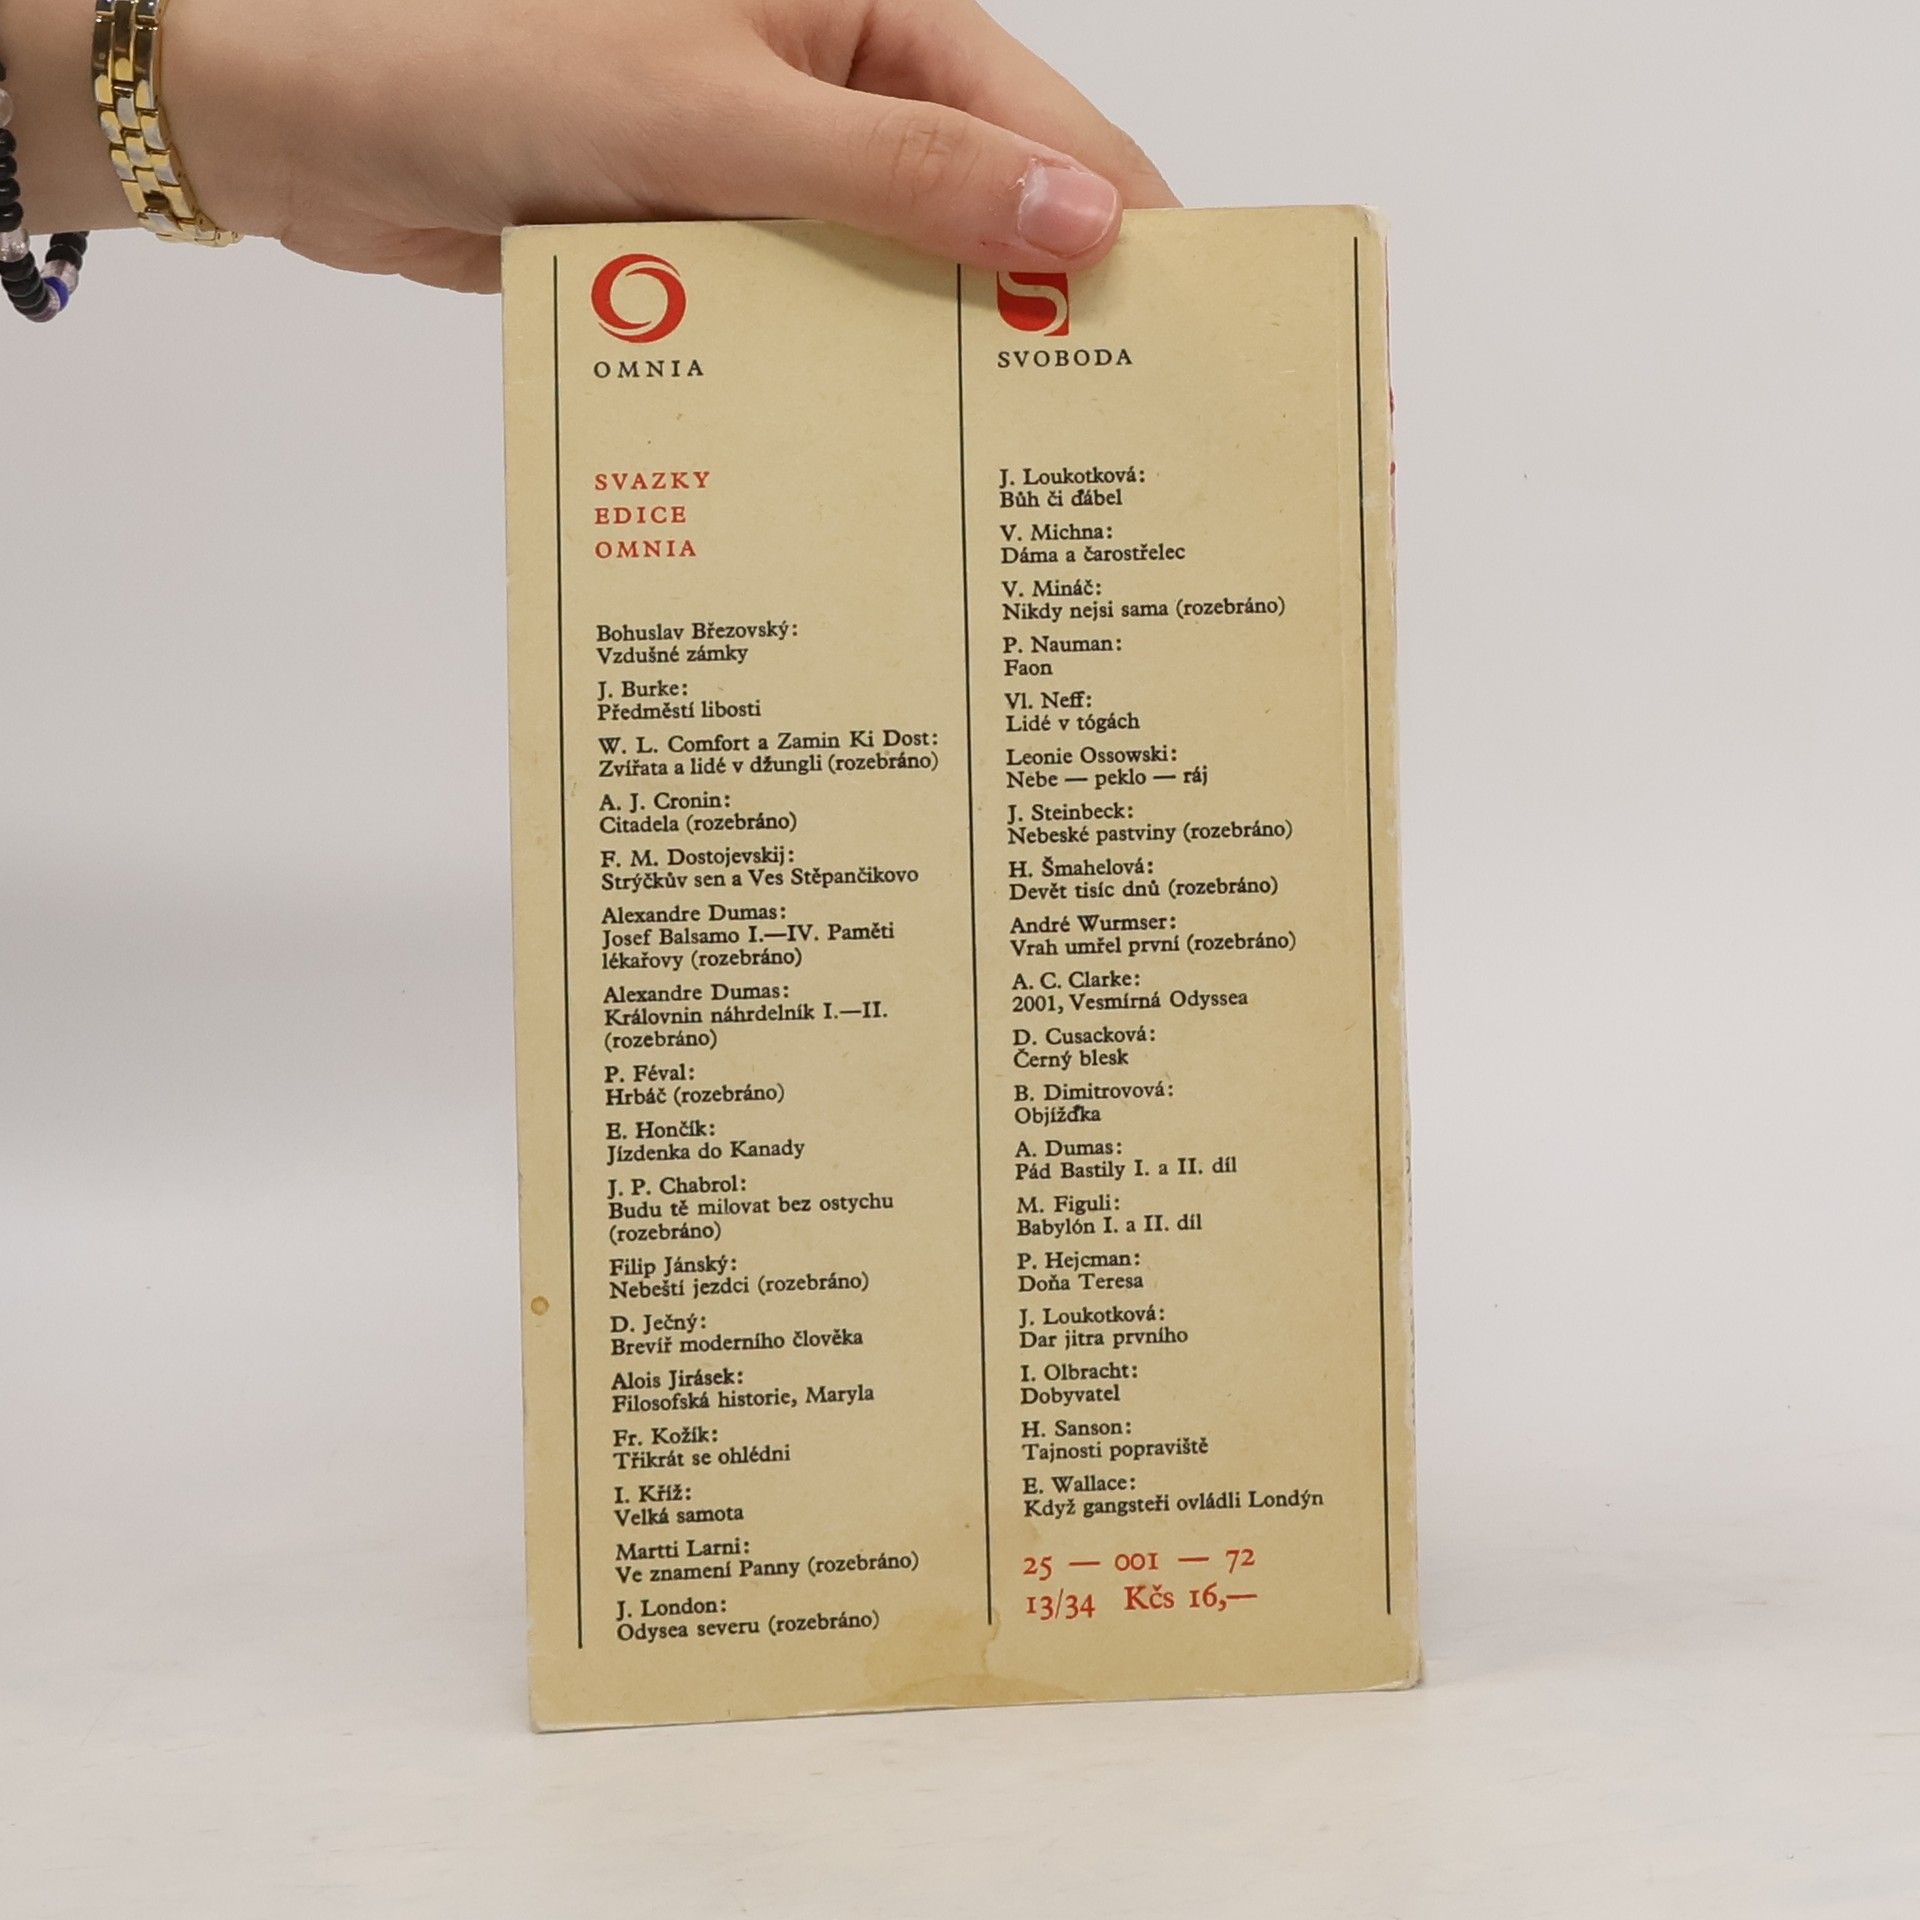 OMNIA
SVAZKY
EDICE
OMNIA
Bohuslav Březovský:
Vzdušné zámky
J. Burke:
Předměstí libosti
W. L. Comfort a Zamin Ki Dost:
Zvířata a lidé v džungli (rozebráno)
A. J. Cronin:
Citadela (rozebráno)
F. M. Dostojevskij:
Strýčkův sen a Ves Stěpančikovo
Alexandre Dumas:
Josef Balsamo I.—IV. Paměti
lékařovy (rozebráno)
Alexandre Dumas:
Královnin náhrdelník I.—II.
(rozebráno)
P. Féval:
Hrbáč (rozebráno)
E. Hončík:
Jízdenka do Kanady
J. P. Chabrol:
Budu tě milovat bez ostychu
(rozebráno)
Filip Jánský:
Nebeští jezdci (rozebráno)
D. Ječný:
Brevíř moderního člověka
Alois Jirásek:
Filosofská historie, Maryla
Fr. Kožík:
Třikrát se ohlédni
I. Kříž:
Velká samota
Martti Larni:
Ve znamení Panny (rozebráno)
J. London:
Odysea severu (rozebráno)
SVOBODA
J. Loukotková:
Bůh či ďábel
V. Michna:
Dáma a čarostřelec
V. Mináč:
Nikdy nejsi sama (rozebráno)
P. Nauman:
Faon
Vl. Neff:
Lidé v tógách
Leonie Ossowski:
Nebe — peklo — ráj
J. Steinbeck:
Nebeské pastviny (rozebráno)
H. Šmahelová:
Devět tisíc dnů (rozebráno)
André Wurmser:
Vrah umřel první (rozebráno)
A. C. Clarke:
2001, Vesmírná Odyssea
D. Cusacková:
Černý blesk
B. Dimitrovová:
Objížďka
A. Dumas:
Pád Bastily I. a II. díl
M. Figuli:
Babylón I. a II. díl
P. Hejcman:
Doňa Teresa
J. Loukotková:
Dar jitra prvního
I. Olbracht:
Dobyvatel
H. Sanson:
Tajnosti popraviště
E. Wallace:
Když gangsteři ovládli Londýn
25 — 001 — 72
13/34 Kčs 16,—